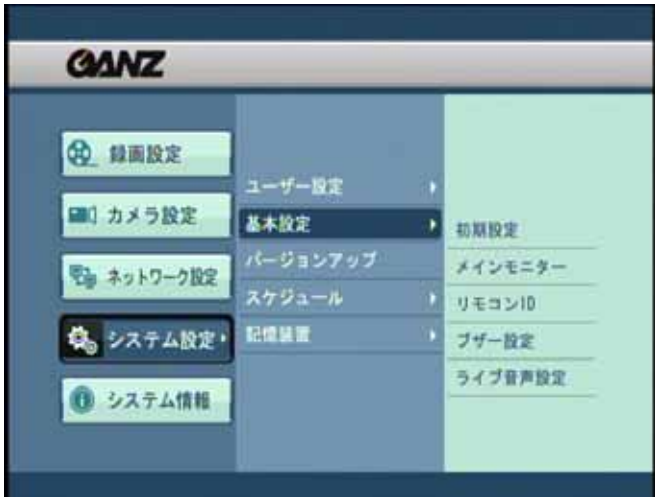 GANZ
録画設定
カメラ設定
ネットワーク設定
システム設定
システム情報
ユーザー設定
基本設定
バージョンアップ
スケジュール
記憶装置
初期設定
メインモニター
リモコンID
ブザー設定
ライブ音声設定